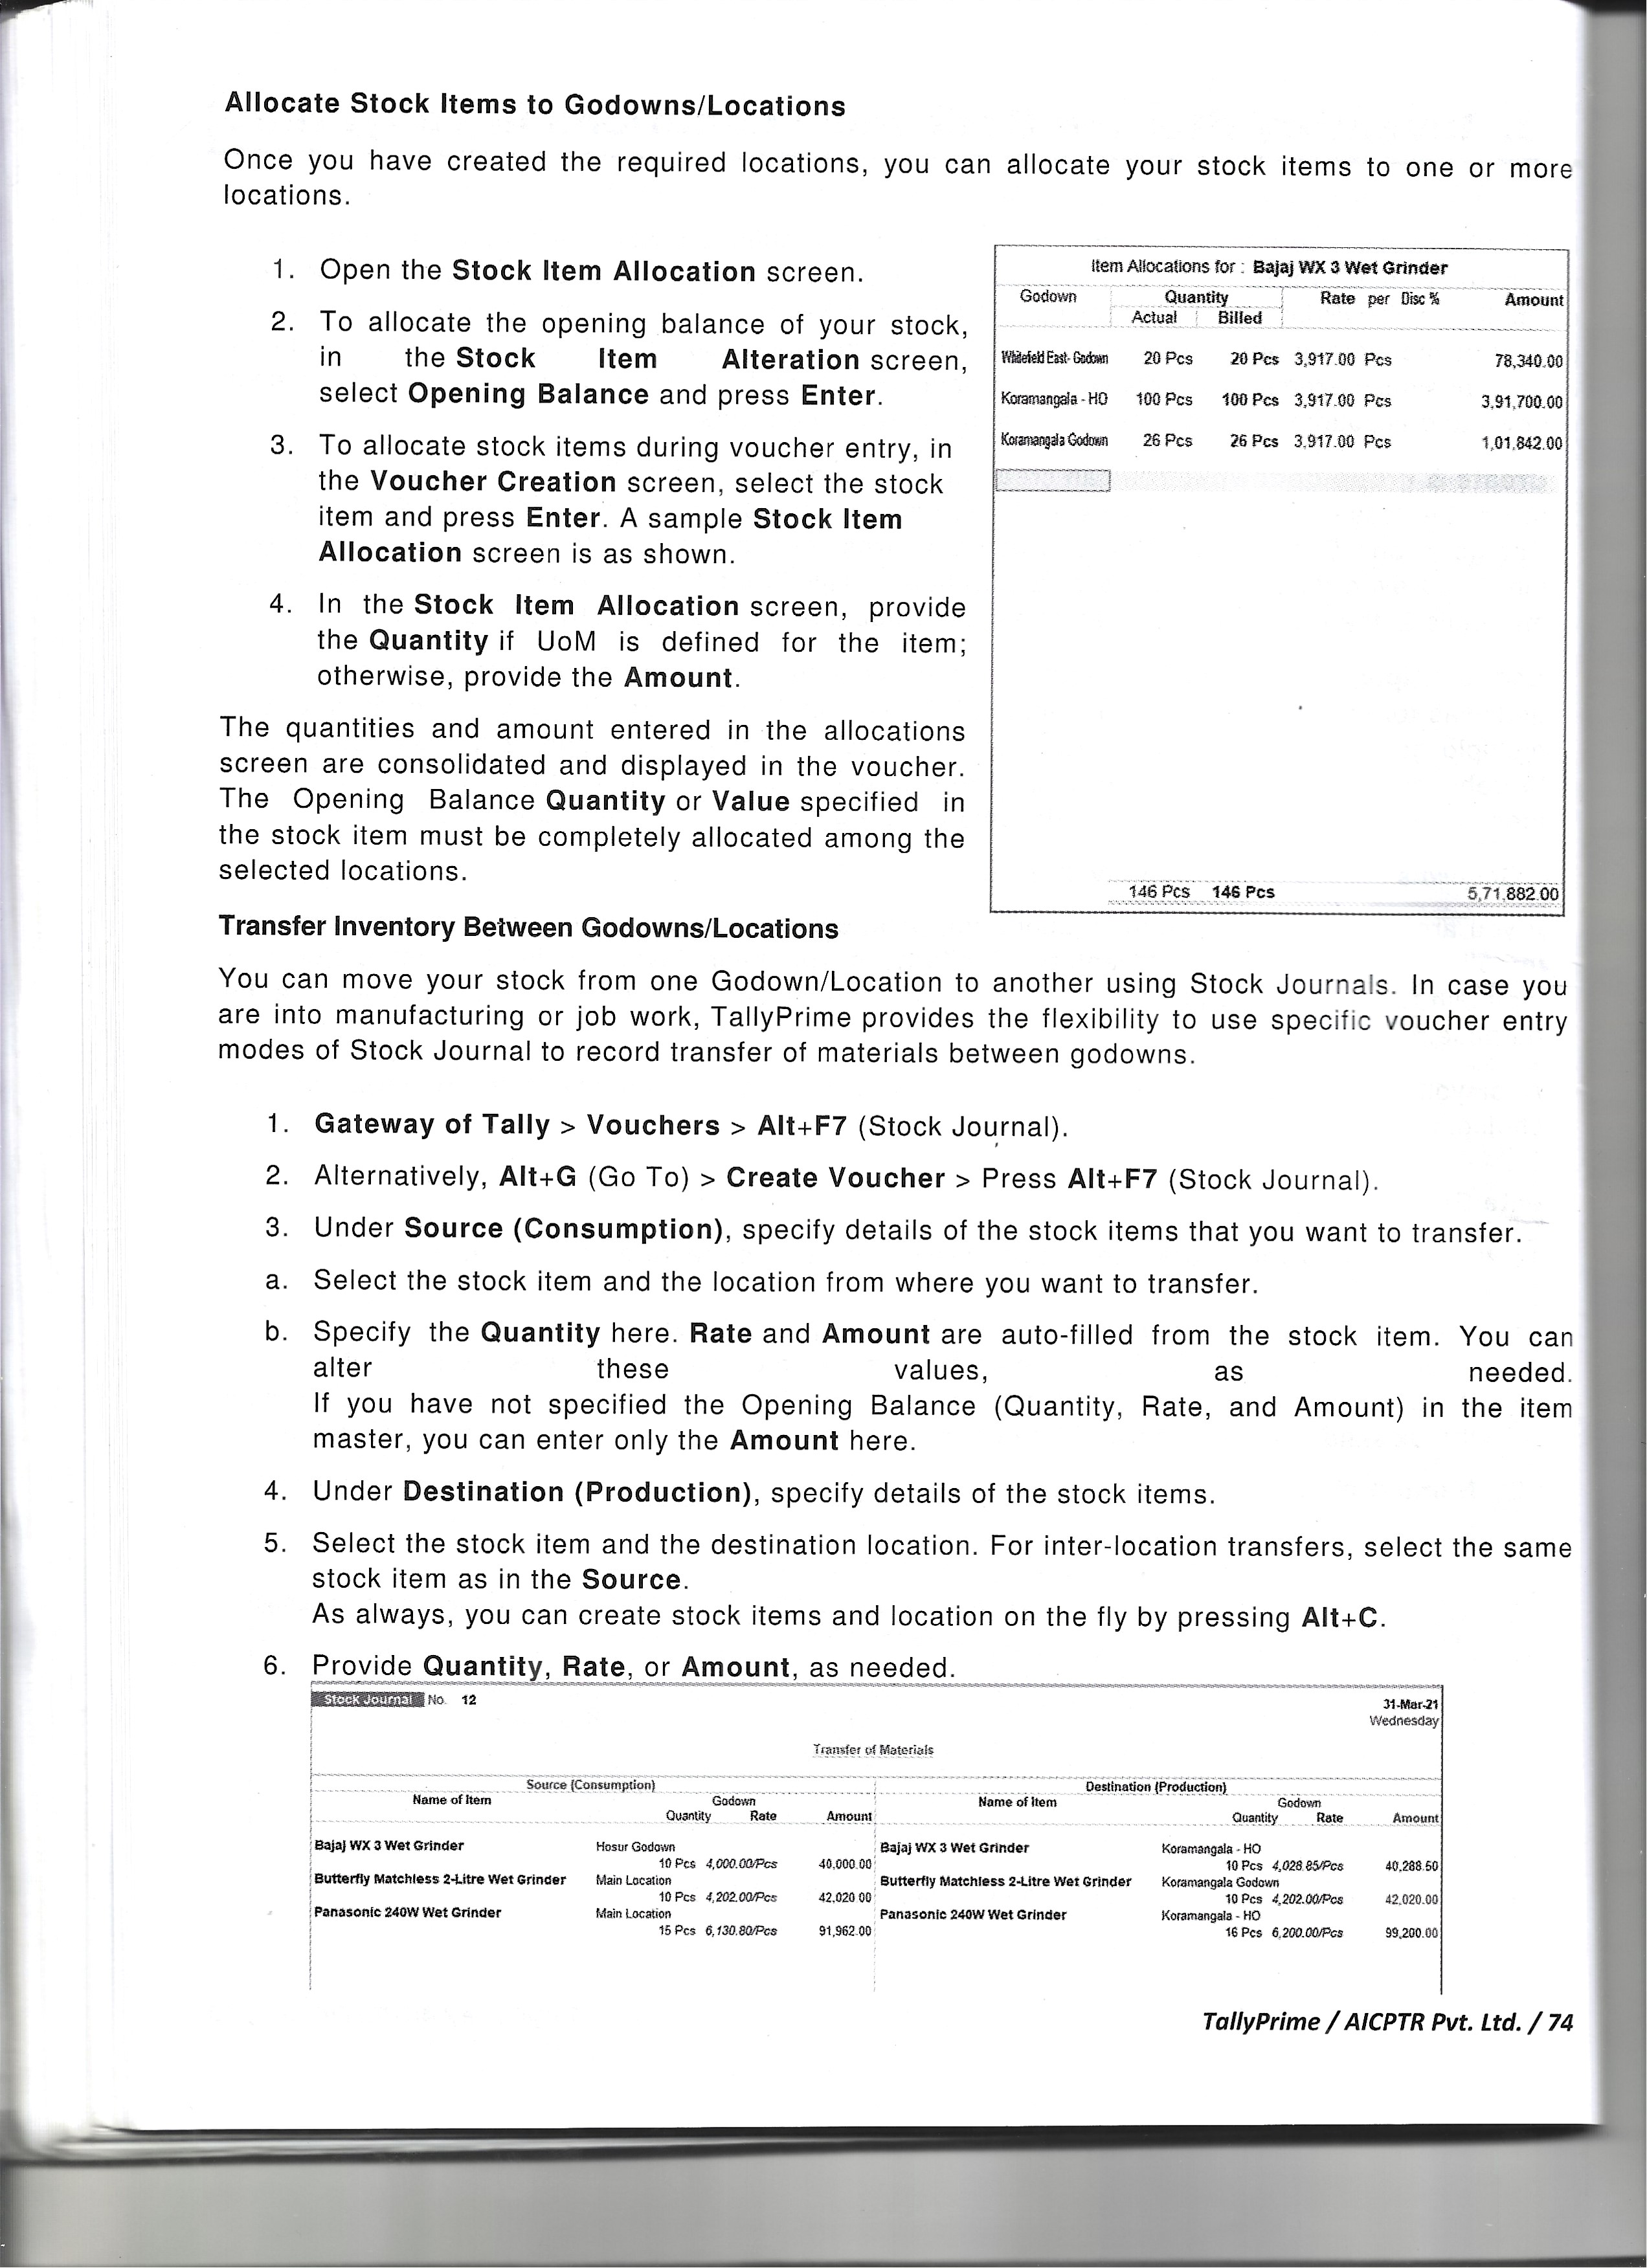 Allocate Stock Items to Godowns/Locations
Once you have created the required locations, you can allocate your stock items to one or more
locations.
1. Open the Stock Item Allocation screen.
2. To allocate the opening balance of your stock,
in the Stock Item Alteration screen,
select Opening Balance and press Enter.
3. To allocate stock items during voucher entry, in
the Voucher Creation screen, select the stock
item and press Enter. A sample Stock Item
Allocation screen is as shown.
4. In the Stock Item Allocation screen, provide
the Quantity if UoM is defined for the item;
otherwise, provide the Amount.
The quantities and amount entered in the allocations
screen are consolidated and displayed in the voucher.
The Opening Balance Quantity or Value specified in
the stock item must be completely allocated among the
selected locations.
Item Allocations for : Bajaj WX 3 Wet Grinder
Godown Quantity Rate per Disc % Amount
Actual Billed
Whitefield East- Godown 20 Pcs 20 Pcs 3,917.00 Pcs 78,340.00
Koramangala - HO 100 Pcs 100 Pcs 3,917.00 Pcs 3,91,700.00
Koramangala Godown 26 Pcs 26 Pcs 3,917.00 Pcs 1,01,842.00
146 Pcs 146 Pcs 5,71,882.00
Transfer Inventory Between Godowns/Locations
You can move your stock from one Godown/Location to another using Stock Journals. In case you
are into manufacturing or job work, TallyPrime provides the flexibility to use specific voucher entry
modes of Stock Journal to record transfer of materials between godowns.
1. Gateway of Tally > Vouchers > Alt+F7 (Stock Journal).
2. Alternatively, Alt+G (Go To) > Create Voucher > Press Alt+F7 (Stock Journal).
3. Under Source (Consumption), specify details of the stock items that you want to transfer.
a. Select the stock item and the location from where you want to transfer.
b. Specify the Quantity here. Rate and Amount are auto-filled from the stock item. You can
alter these values, as needed.
If you have not specified the Opening Balance (Quantity, Rate, and Amount) in the item
master, you can enter only the Amount here.
4. Under Destination (Production), specify details of the stock items.
5. Select the stock item and the destination location. For inter-location transfers, select the same
stock item as in the Source.
As always, you can create stock items and location on the fly by pressing Alt+C.
6. Provide Quantity, Rate, or Amount, as needed.
Stock Journal No. 12 31-Mar-21
Wednesday
Transfer of Materials
Source (Consumption) Destination (Production)
Name of Item Godown Name of Item Godown
Quantity Rate Amount Quantity Rate Amount
Bajaj WX 3 Wet Grinder Hosur Godown Bajaj WX 3 Wet Grinder Koramangala - HO
10 Pcs 4,000.00/Pcs 40,000.00 10 Pcs 4,028.85/Pcs 40,288.50
Butterfly Matchless 2-Litre Wet Grinder Main Location Butterfly Matchless 2-Litre Wet Grinder Koramangala Godown
10 Pcs 4,202.00/Pcs 42,020.00 10 Pcs 4,202.00/Pcs 42,020.00
Panasonic 240W Wet Grinder Main Location Panasonic 240W Wet Grinder Koramangala - HO
15 Pcs 6,130.80/Pcs 91,962.00 16 Pcs 6,200.00/Pcs 99,200.00
TallyPrime / AICPTR Pvt. Ltd. / 74